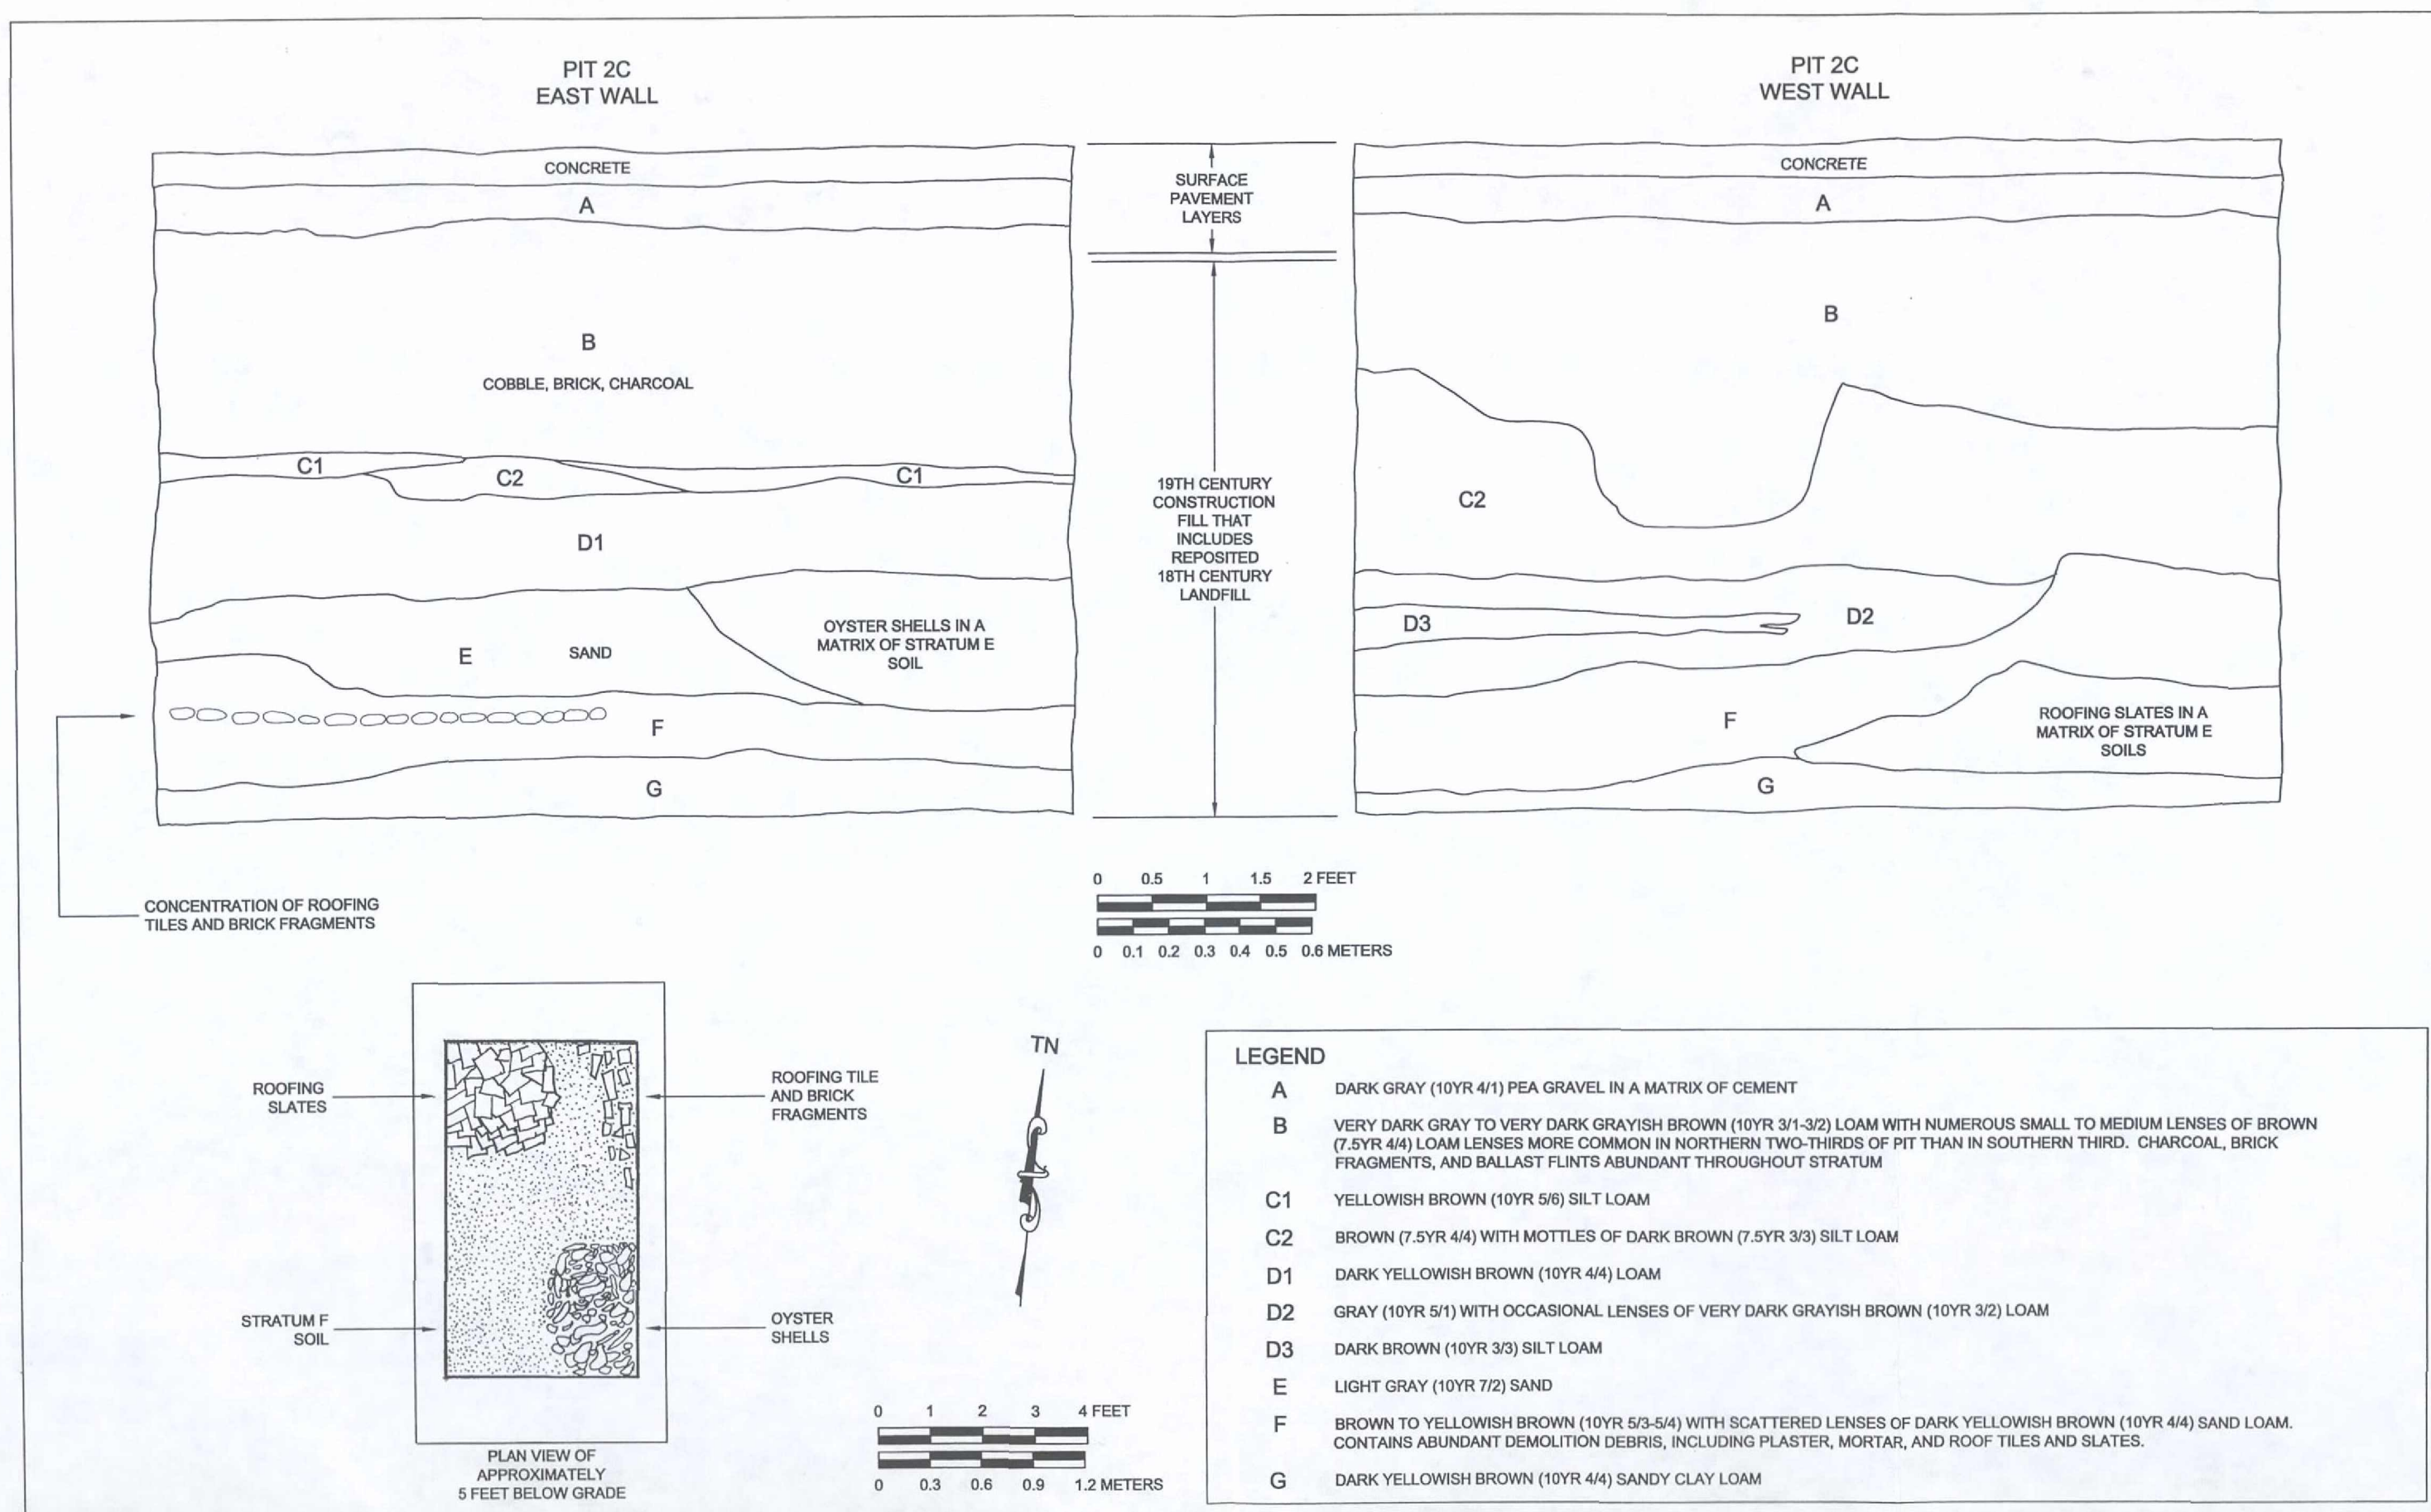 PIT 2C
EAST WALL
CONCRETE
A
B
COBBLE, BRICK, CHARCOAL
C1
C2
C1
D1
E
SAND
OYSTER SHELLS IN A
MATRIX OF STRATUM E
SOIL
F
G
CONCENTRATION OF ROOFING
TILES AND BRICK FRAGMENTS
SURFACE
PAVEMENT
LAYERS
19TH CENTURY
CONSTRUCTION
FILL THAT
INCLUDES
REPOSITED
18TH CENTURY
LANDFILL
PIT 2C
WEST WALL
CONCRETE
A
B
C2
D3
D2
F
ROOFING SLATES IN A
MATRIX OF STRATUM E
SOILS
G
0 0.5 1 1.5 2 FEET
0 0.1 0.2 0.3 0.4 0.5 0.6 METERS
ROOFING
SLATES
ROOFING TILE
AND BRICK
FRAGMENTS
STRATUM F
SOIL
OYSTER
SHELLS
PLAN VIEW OF
APPROXIMATELY
5 FEET BELOW GRADE
TN
0 1 2 3 4 FEET
0 0.3 0.6 0.9 1.2 METERS
LEGEND
A DARK GRAY (10YR 4/1) PEA GRAVEL IN A MATRIX OF CEMENT
B VERY DARK GRAY TO VERY DARK GRAYISH BROWN (10YR 3/1-3/2) LOAM WITH NUMEROUS SMALL TO MEDIUM LENSES OF BROWN
(7.5YR 4/4) LOAM LENSES MORE COMMON IN NORTHERN TWO-THIRDS OF PIT THAN IN SOUTHERN THIRD. CHARCOAL, BRICK
FRAGMENTS, AND BALLAST FLINTS ABUNDANT THROUGHOUT STRATUM
C1 YELLOWISH BROWN (10YR 5/6) SILT LOAM
C2 BROWN (7.5YR 4/4) WITH MOTTLES OF DARK BROWN (7.5YR 3/3) SILT LOAM
D1 DARK YELLOWISH BROWN (10YR 4/4) LOAM
D2 GRAY (10YR 5/1) WITH OCCASIONAL LENSES OF VERY DARK GRAYISH BROWN (10YR 3/2) LOAM
D3 DARK BROWN (10YR 3/3) SILT LOAM
E LIGHT GRAY (10YR 7/2) SAND
F BROWN TO YELLOWISH BROWN (10YR 5/3-5/4) WITH SCATTERED LENSES OF DARK YELLOWISH BROWN (10YR 4/4) SAND LOAM.
CONTAINS ABUNDANT DEMOLITION DEBRIS, INCLUDING PLASTER, MORTAR, AND ROOF TILES AND SLATES.
G DARK YELLOWISH BROWN (10YR 4/4) SANDY CLAY LOAM